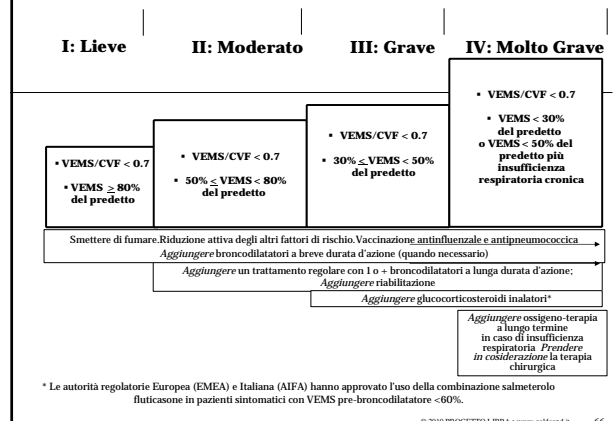 I: Lieve
II: Moderato
III: Grave
IV: Molto Grave
▪ VEMS/CVF < 0.7
▪ VEMS ≥ 80%
del predetto
▪ VEMS/CVF < 0.7
▪ 50% ≤ VEMS < 80%
del predetto
▪ VEMS/CVF < 0.7
▪ 30% ≤ VEMS < 50%
del predetto
▪ VEMS/CVF < 0.7
▪ VEMS < 30%
del predetto
o VEMS < 50% del
predetto più
insufficienza
respiratoria cronica
Smettere di fumare.Riduzione attiva degli altri fattori di rischio.Vaccinazione antinfluenzale e antipneumococcica
Aggiungere broncodilatatori a breve durata d'azione (quando necessario)
Aggiungere un trattamento regolare con 1 o + broncodilatatori a lunga durata d'azione;
Aggiungere riabilitazione
Aggiungere glucocorticosteroidi inalatori*
Aggiungere ossigeno-terapia
a lungo termine
in caso di insufficienza
respiratoria Prendere
in cosiderazione la terapia
chirurgica
* Le autorità regolatorie Europea (EMEA) e Italiana (AIFA) hanno approvato l'uso della combinazione salmeterolo
fluticasone in pazienti sintomatici con VEMS pre-broncodilatatore <60%.